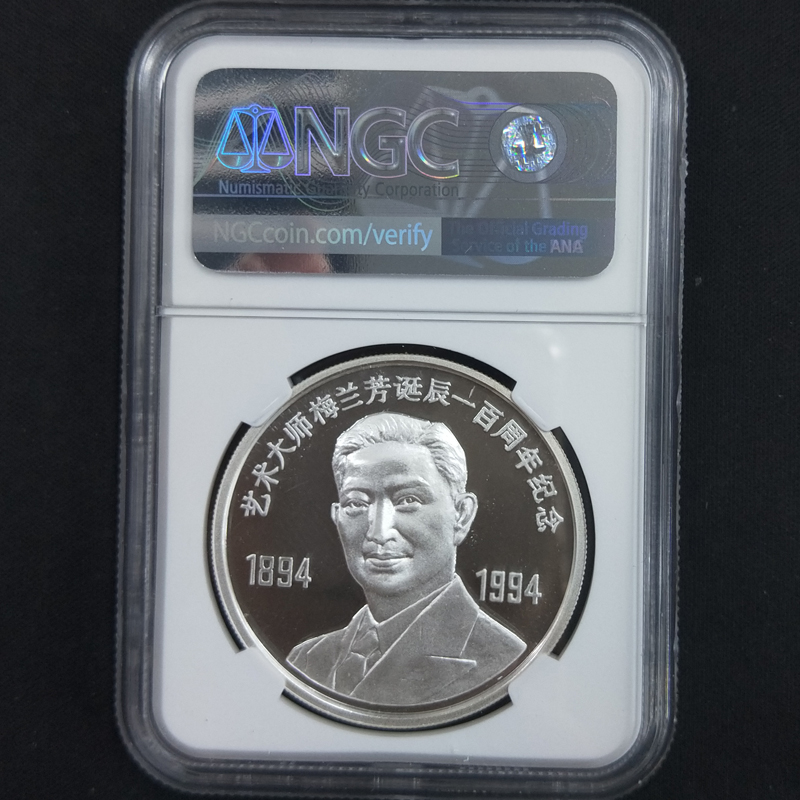 NGC
Numismatic Guaranty Corporation
NGCcoin.com/verify
The Official Grading
Service of the ANA
艺术大师梅兰芳诞辰一百周年纪念
1894
1994